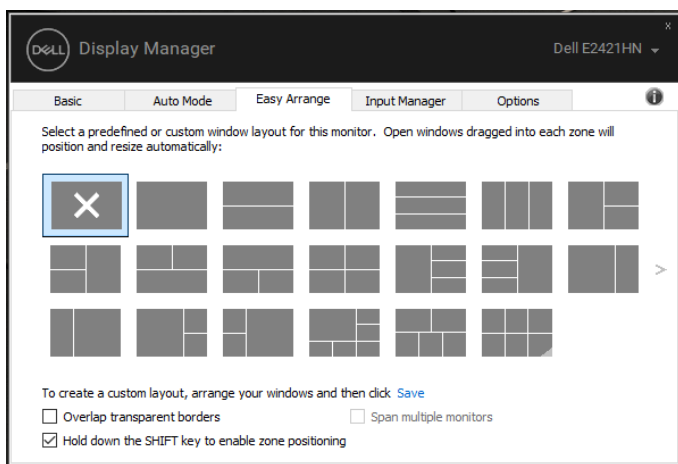 x
DELL Display Manager
Dell E2421HN
Basic Auto Mode Easy Arrange Input Manager Options
Select a predefined or custom window layout for this monitor. Open windows dragged into each zone will
position and resize automatically:
>
To create a custom layout, arrange your windows and then click Save
Overlap transparent borders Span multiple monitors
Hold down the SHIFT key to enable zone positioning